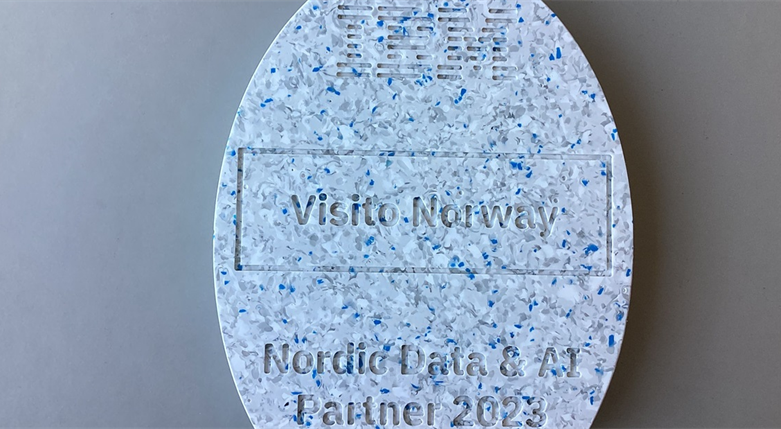 IBM
Visito Norway
Nordic Data & AI
Partner 2023